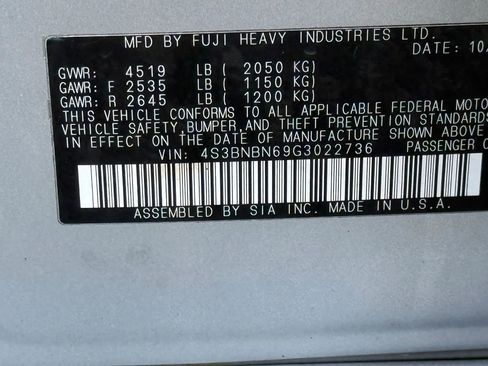 MFD BY FUJI HEAVY INDUSTRIES LTD.
DATE: 10/
GVWR: 4519 LB ( 2050 KG)
GAWR: F 2535 LB ( 1150 KG)
GAWR: R 2645 LB ( 1200 KG)
THIS VEHICLE CONFORMS TO ALL APPLICABLE FEDERAL MOTO
VEHICLE SAFETY, BUMPER, AND THEFT PREVENTION STANDARDS
IN EFFECT ON THE DATE OF MANUFACTURE SHOWN ABOVE
VIN: 4S3BNBN69G3022736 PASSENGER C
ASSEMBLED BY SIA INC. MADE IN U.S.A.